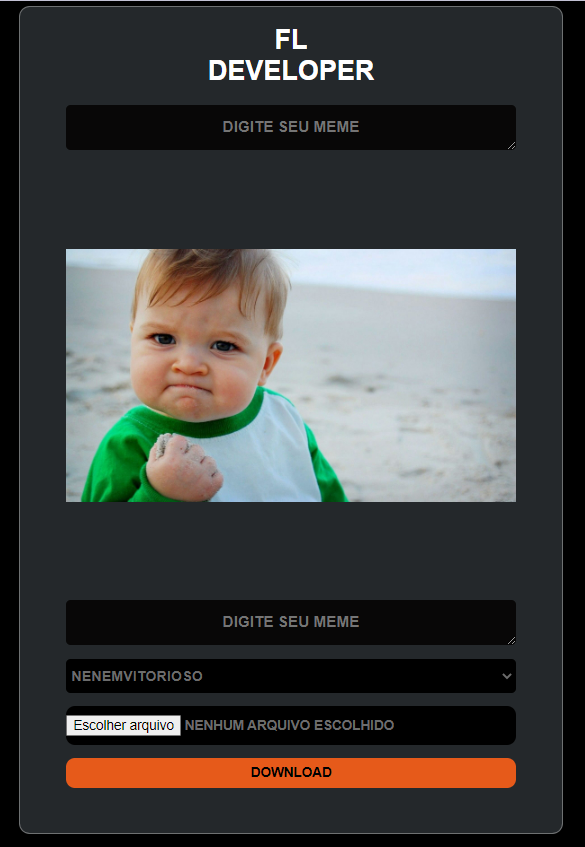 FL
DEVELOPER
DIGITE SEU MEME
DIGITE SEU MEME
NENEMVITORIOSO
Escolher arquivo NENHUM ARQUIVO ESCOLHIDO
DOWNLOAD